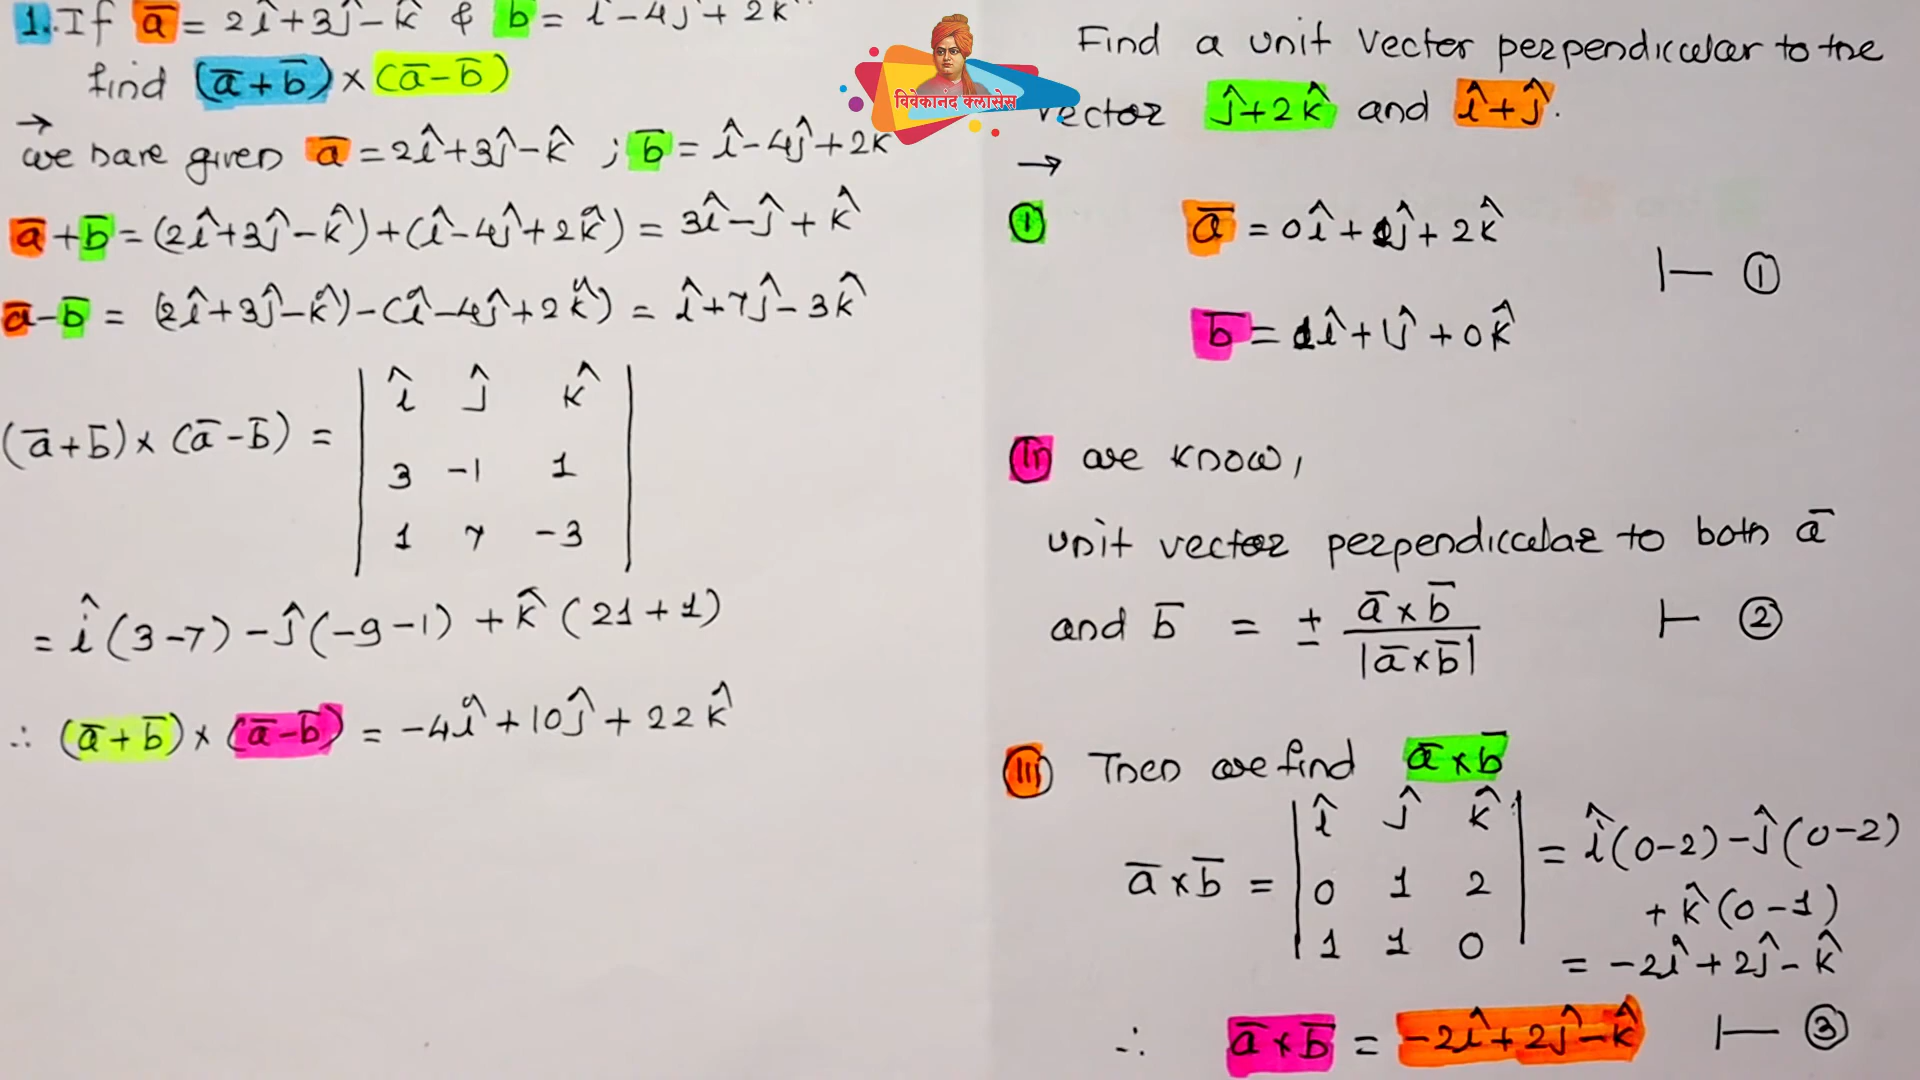 1. If a̅ = 2î+3ĵ-k̂ & b̅ = î-4ĵ+2k̂
find (a̅+b̅)×(a̅-b̅)
→
we have given a̅ = 2î+3ĵ-k̂ ; b̅ = î-4ĵ+2k
a̅+b̅ = (2î+3ĵ-k̂)+(î-4ĵ+2k̂) = 3î-ĵ+k̂
a̅-b̅ = (2î+3ĵ-k̂)-(î-4ĵ+2k̂) = î+7ĵ-3k̂
(a̅+b̅)×(a̅-b̅) = | î ĵ k̂ |
| 3 -1 1 |
| 1 7 -3 |
= î(3-7)-ĵ(-9-1)+k̂(21+1)
∴ (a̅+b̅)×(a̅-b̅) = -4î+10ĵ+22k̂
विवेकानंद क्लासेस
Find a unit vector perpendicular to the
vector ĵ+2k̂ and î+ĵ.
→
(i) a̅ = 0î+1ĵ+2k̂
⊢ ①
b̅ = 1î+1ĵ+0k̂
(ii) we know,
unit vector perpendicular to both a̅
and b̅ = ± a̅×b̅ / |a̅×b̅| ⊢ ②
(iii) Then we find a̅×b̅
a̅×b̅ = | î ĵ k̂ | = î(0-2)-ĵ(0-2)
| 0 1 2 | +k̂(0-1)
| 1 1 0 | = -2î+2ĵ-k̂
∴ a̅×b̅ = -2î+2ĵ-k̂ ⊢ ③